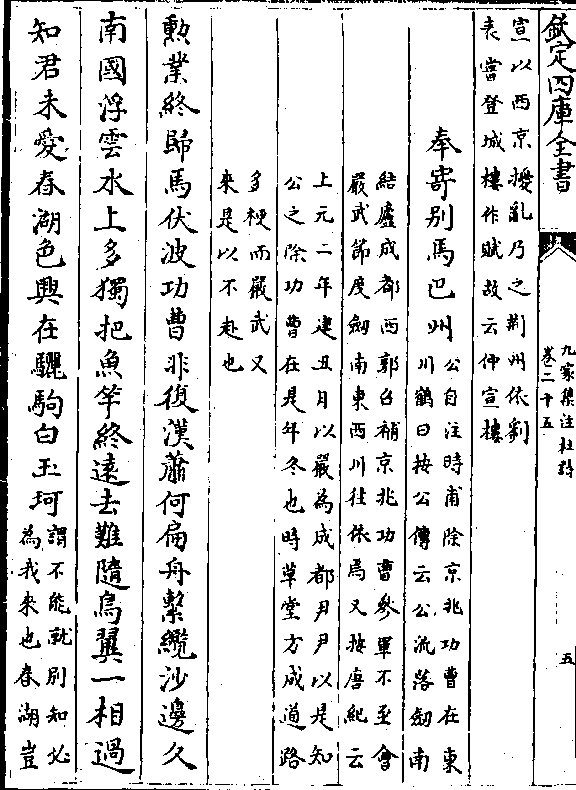 欽定四庫全書
九家集注杜詩
卷二十五
五
宣以西京擾亂乃之荆州依劉
表嘗登城樓作賦故云仲宣樓
奉寄别馬巴州
公自注時甫除京兆功曹在東
川鶴曰按公傳云公流落劔南
結廬成都西郭召補京兆功曹參軍不至會
嚴武節度劔南東西川往依焉又按唐紀云
上元二年建丑月以嚴為成都尹尹以是知
公之除功曹在是年冬也時草堂方成道路
多梗而嚴武又
來是以不赴也
勲業終歸馬伏波功曹非復漢蕭何扁舟繫纜沙邊久
南國浮雲水上多獨把魚竿終逺去難隨鳥翼一相過
知君未愛春湖色興在驪駒白玉珂
謂不能就别知必
為我來也春湖豈